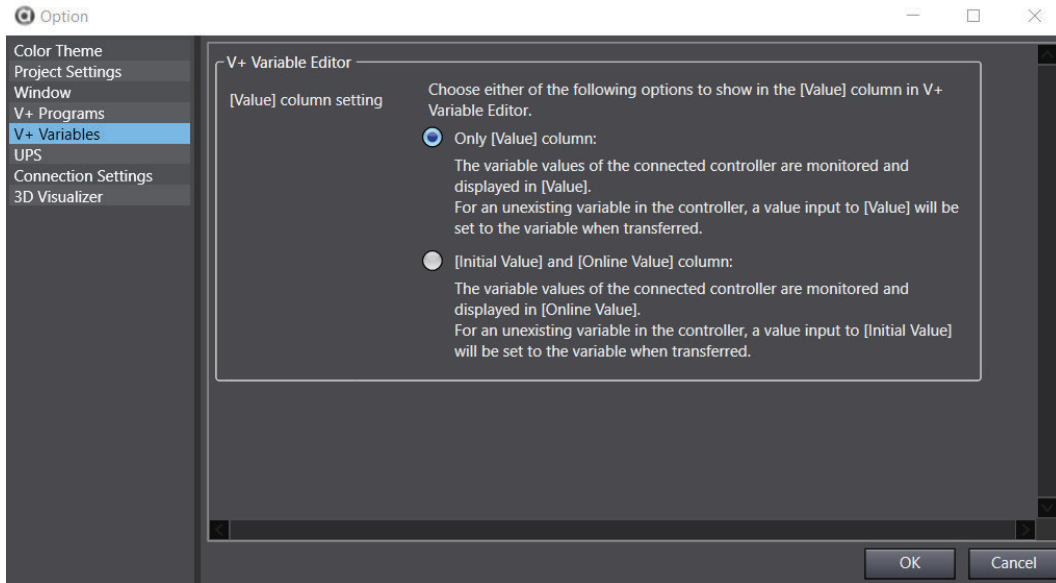 Option
Color Theme
Project Settings
Window
V+ Programs
V+ Variables
UPS
Connection Settings
3D Visualizer
V+ Variable Editor
[Value] column setting
Choose either of the following options to show in the [Value] column in V+
Variable Editor.
Only [Value] column:
The variable values of the connected controller are monitored and
displayed in [Value].
For an unexisting variable in the controller, a value input to [Value] will be
set to the variable when transferred.
[Initial Value] and [Online Value] column:
The variable values of the connected controller are monitored and
displayed in [Online Value].
For an unexisting variable in the controller, a value input to [Initial Value]
will be set to the variable when transferred.
OK
Cancel